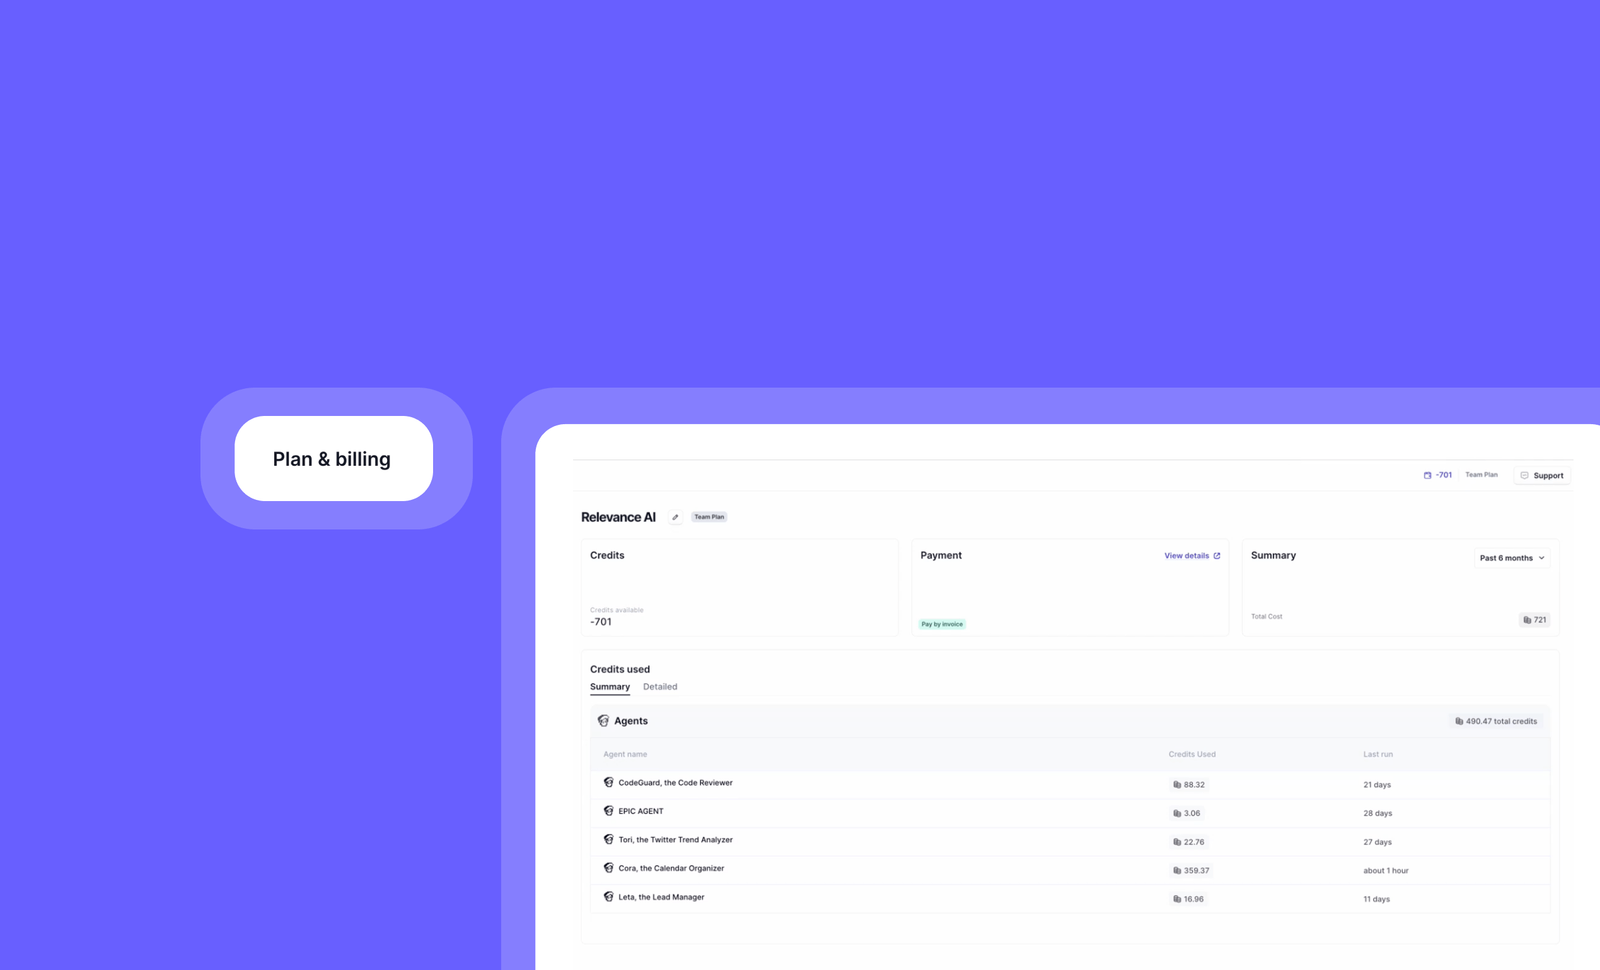 Plan & billing
-701 Team Plan Support
Relevance AI Team Plan
Credits
Credits available
-701
Payment View details
Pay by invoice
Summary Past 6 months
Total Cost 721
Credits used
Summary Detailed
Agents 490.47 total credits
Agent name Credits Used Last run
CodeGuard, the Code Reviewer 88.32 21 days
EPIC AGENT 3.06 28 days
Tori, the Twitter Trend Analyzer 22.76 27 days
Cora, the Calendar Organizer 359.37 about 1 hour
Leta, the Lead Manager 16.96 11 days